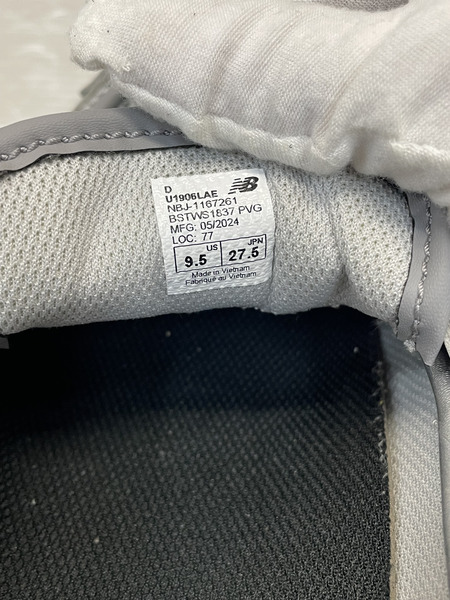 D
U1906LAE NB
NBJ-1167261
BSTWS1837 PVG
MFG: 05/2024
LOC: 77
US JPN
9.5 27.5
Made in Vietnam
Fabriqué au Vietnam